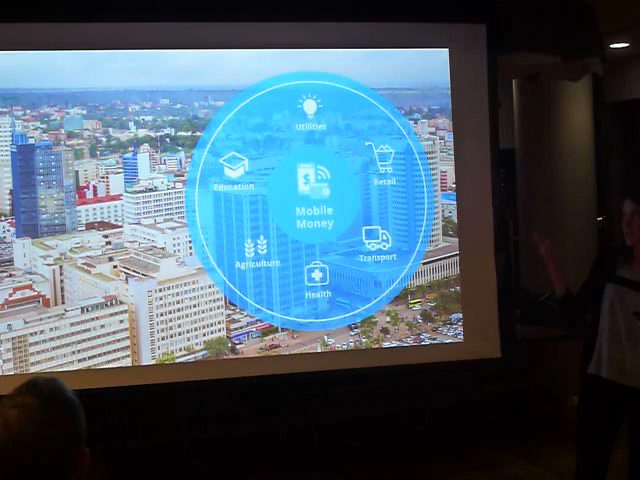 Utilities
Education
Retail
Mobile
Money
Agriculture
Transport
Health